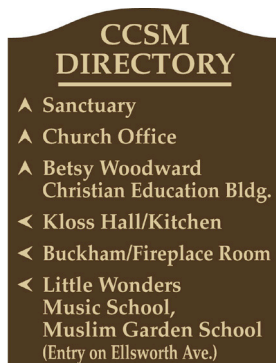 CCSM
DIRECTORY
Sanctuary
Church Office
Betsy Woodward
Christian Education Bldg.
Kloss Hall/Kitchen
Buckham/Fireplace Room
Little Wonders
Music School,
Muslim Garden School
(Entry on Ellsworth Ave.)